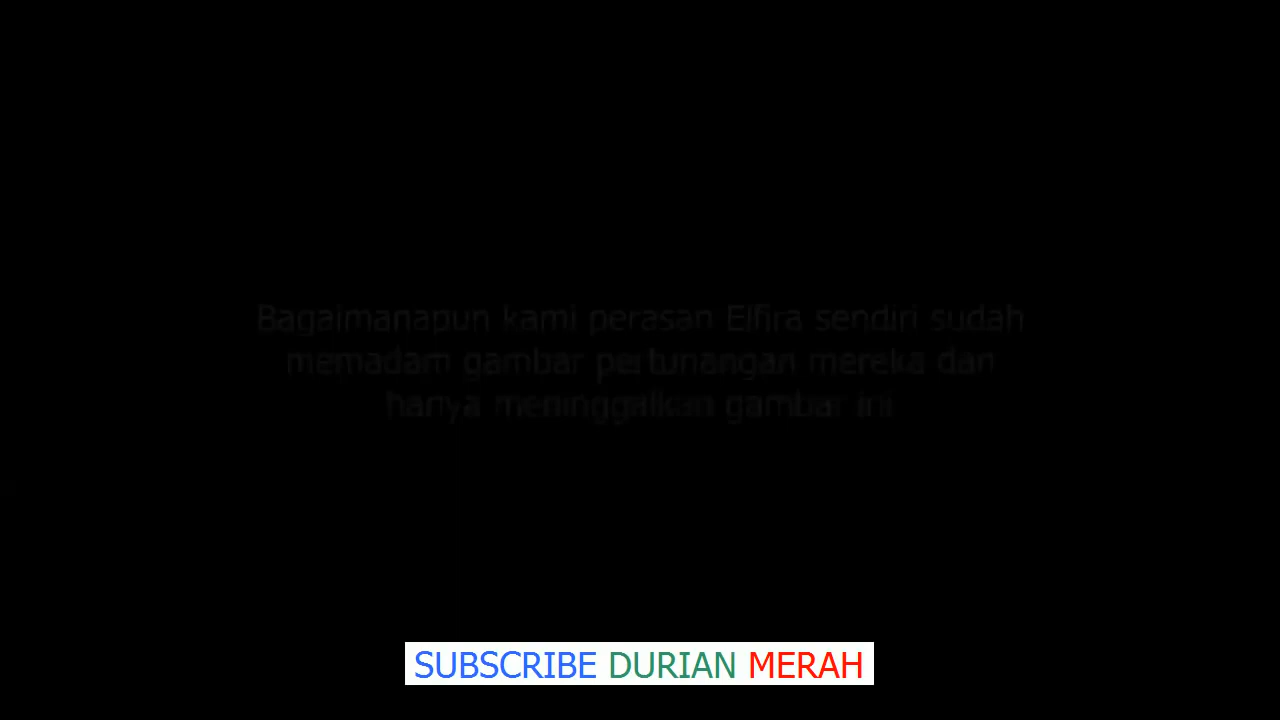 Bagaimanapun kami perasan Elfira sendiri sudah
memadam gambar pertunangan mereka dan
hanya meninggalkan gambar ini
SUBSCRIBE DURIAN MERAH